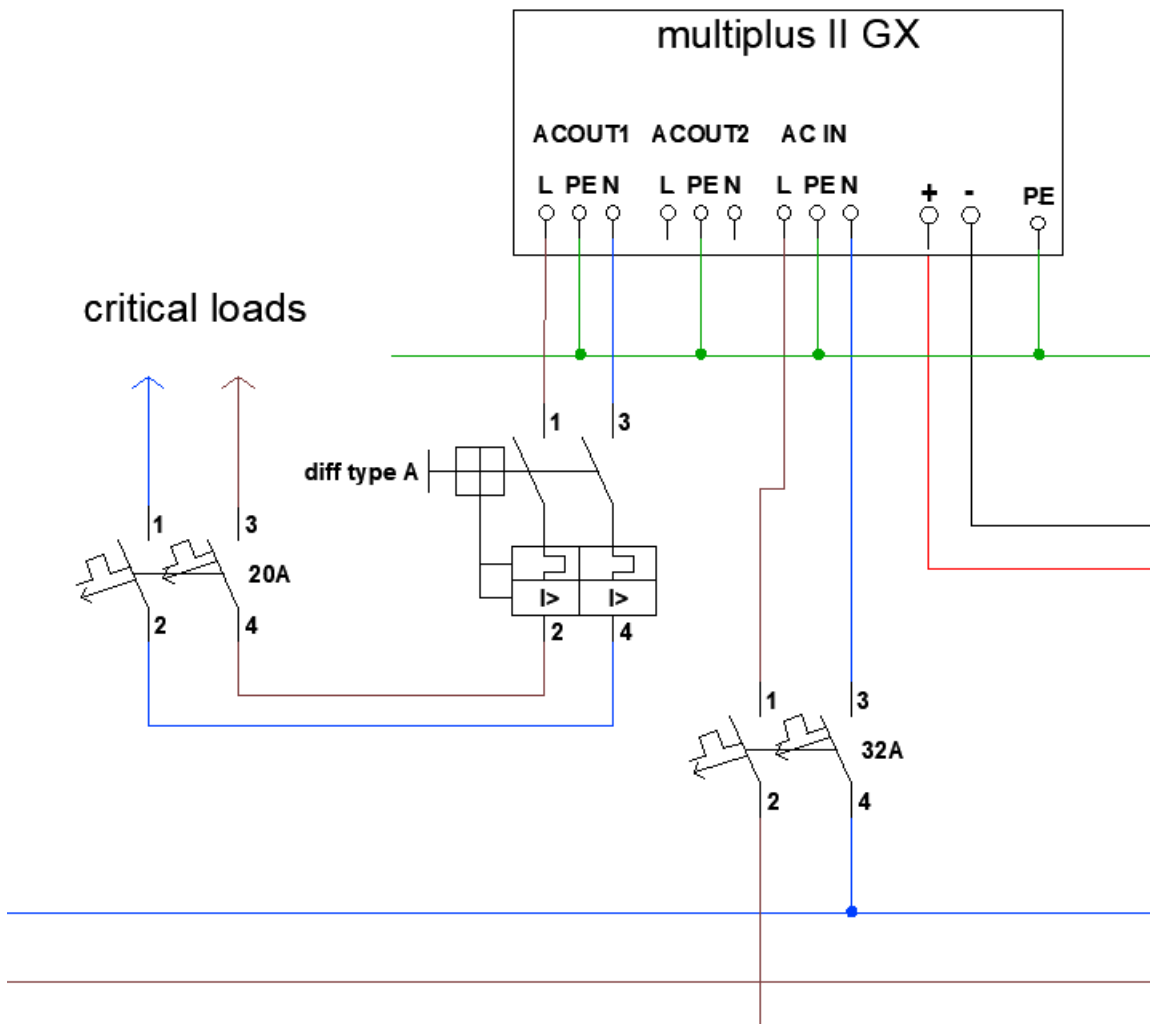 multiplus II GX
ACOUT1 ACOUT2 AC IN
L PE N L PE N L PE N + - PE
critical loads
1 3
diff type A
1 3
20A
I> I>
2 4
2 4
1 3
32A
2 4